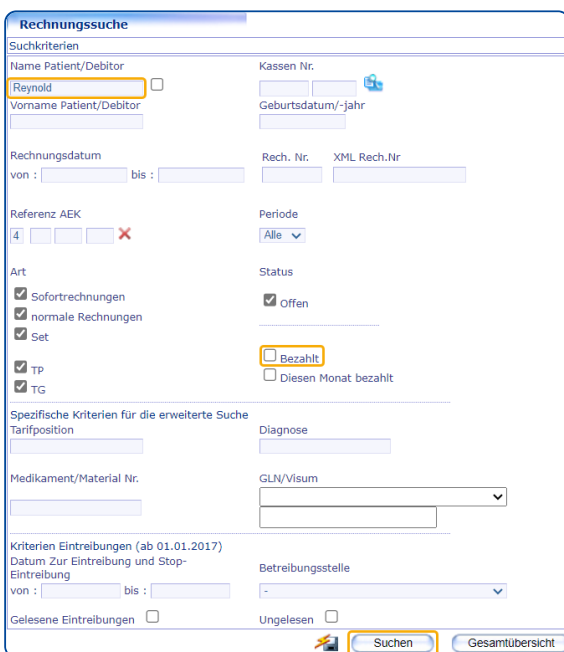 Rechnungssuche
Suchkriterien
Name Patient/Debitor Kassen Nr.
Reynold
Vorname Patient/Debitor Geburtsdatum/-jahr
Rechnungsdatum Rech. Nr. XML Rech.Nr
von : bis :
Referenz AEK Periode
4 Alle
Art Status
Sofortrechnungen Offen
normale Rechnungen
Set
Bezahlt
TP Diesen Monat bezahlt
TG
Spezifische Kriterien für die erweiterte Suche
Tarifposition Diagnose
Medikament/Material Nr. GLN/Visum
Kriterien Eintreibungen (ab 01.01.2017)
Datum Zur Eintreibung und Stop-
Eintreibung Betreibungsstelle
von : bis : -
Gelesene Eintreibungen Ungelesen
Suchen Gesamtübersicht